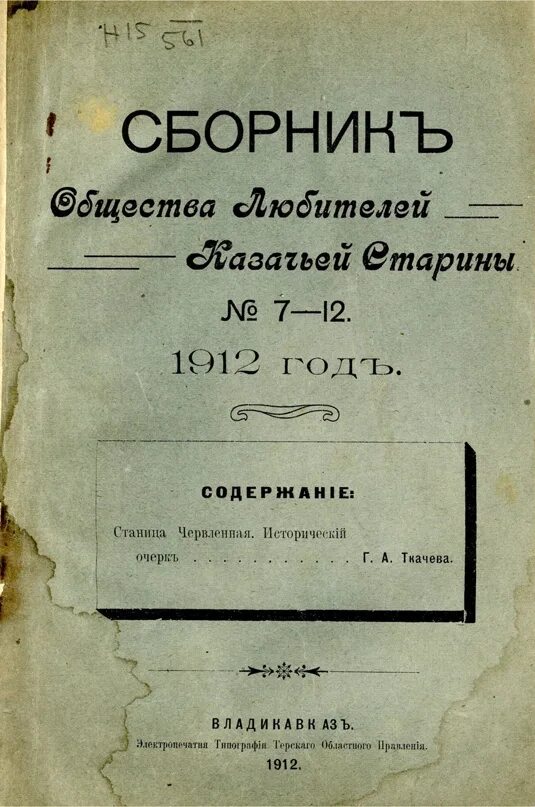 Н15 561
СБОРНИКЪ
Общества Любителей
Казачьей Старины.
№ 7—12.
1912 годъ.
СОДЕРЖАНІЕ:
Станица Червленная. Историческій
очеркъ . . . . . . . . . . . Г. А. Ткачева.
ВЛАДИКАВКАЗЪ.
Электропечатня Типографіи Терскаго Областного Правленія.
1912.